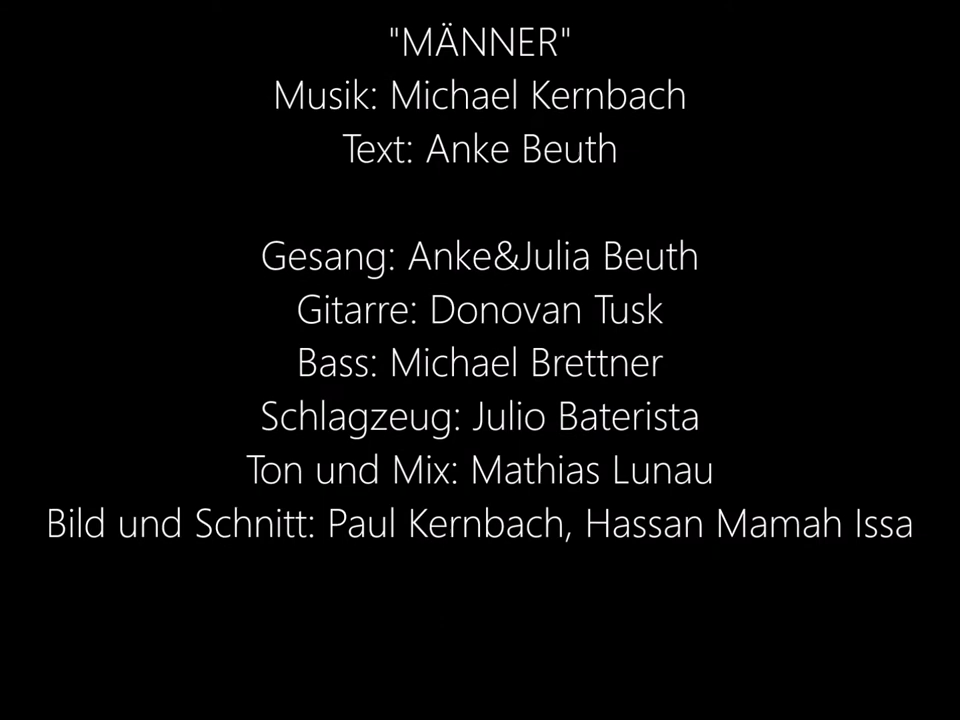 "MÄNNER"
Musik: Michael Kernbach
Text: Anke Beuth
Gesang: Anke&Julia Beuth
Gitarre: Donovan Tusk
Bass: Michael Brettner
Schlagzeug: Julio Baterista
Ton und Mix: Mathias Lunau
Bild und Schnitt: Paul Kernbach, Hassan Mamah Issa